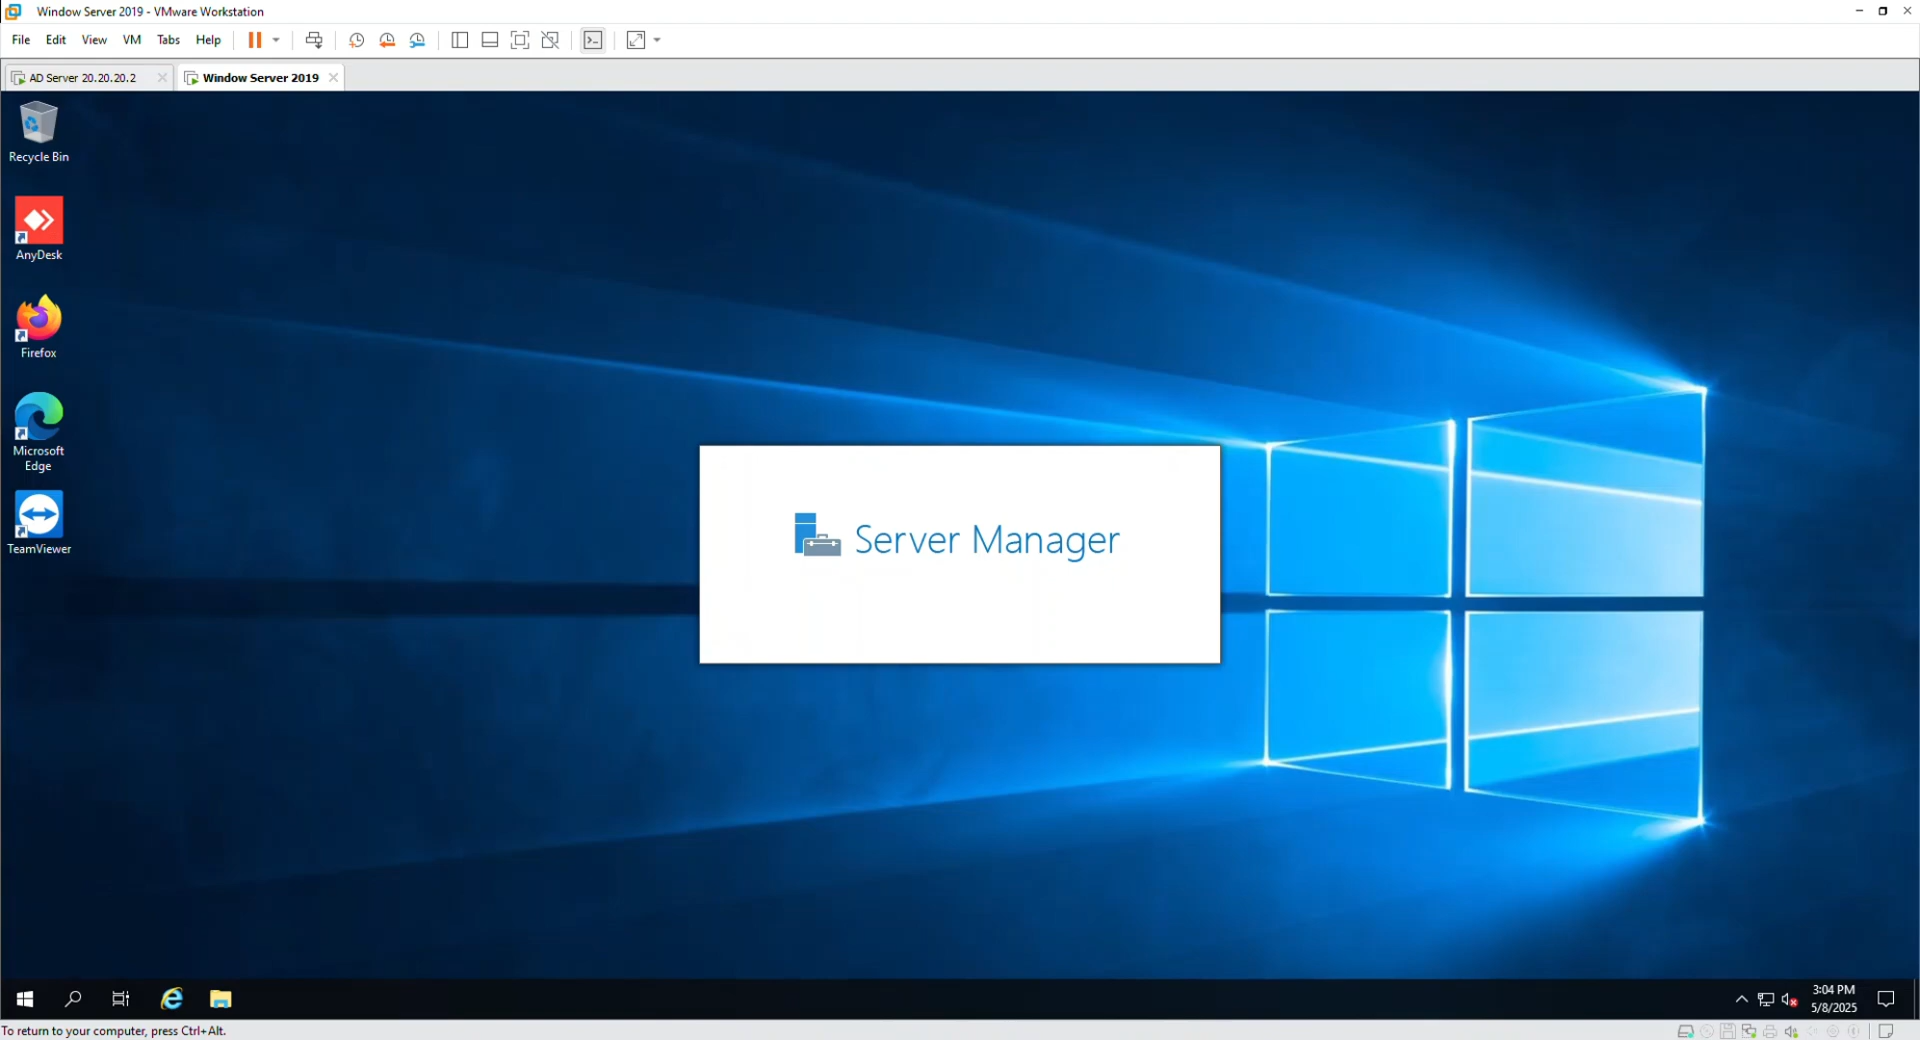 Window Server 2019 - VMware Workstation
File Edit View VM Tabs Help
AD Server 20.20.20.2 Window Server 2019
Recycle Bin
AnyDesk
Firefox
Microsoft
Edge
TeamViewer
Server Manager
3:04 PM
5/8/2025
To return to your computer, press Ctrl+Alt.